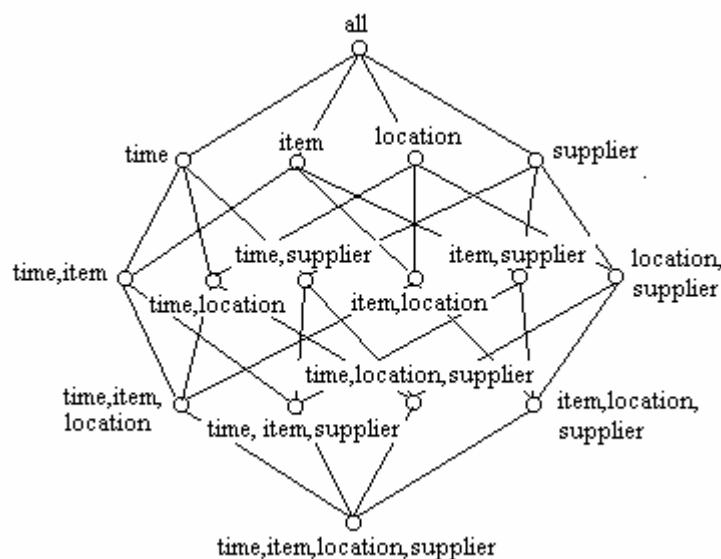 all
time
item
location
supplier
time,item
time,location
time,supplier
item,location
item,supplier
location,
supplier
time,item,
location
time, item,supplier
time,location,supplier
item,location,
supplier
time,item,location,supplier